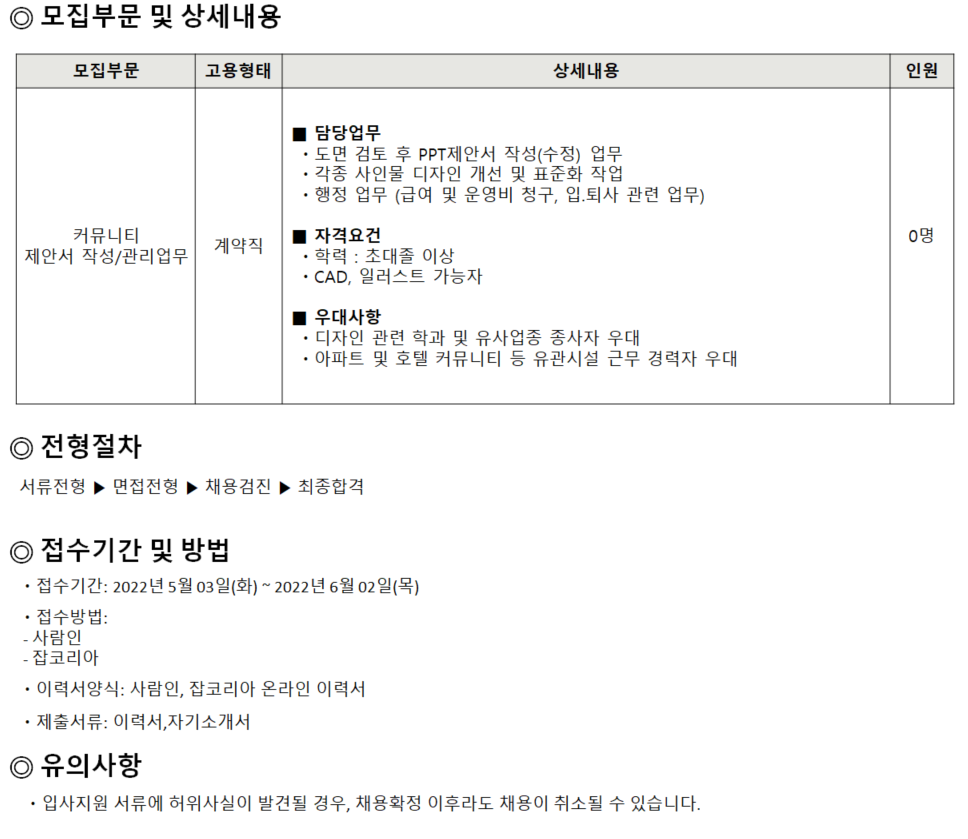 ◎ 모집부문 및 상세내용
모집부문 고용형태 상세내용 인원
커뮤니티
제안서 작성/관리업무
계약직
■ 담당업무
・도면 검토 후 PPT제안서 작성(수정) 업무
・각종 사인물 디자인 개선 및 표준화 작업
・행정 업무 (급여 및 운영비 청구, 입.퇴사 관련 업무)
■ 자격요건
・학력 : 초대졸 이상
・CAD, 일러스트 가능자
■ 우대사항
・디자인 관련 학과 및 유사업종 종사자 우대
・아파트 및 호텔 커뮤니티 등 유관시설 근무 경력자 우대
0명
◎ 전형절차
서류전형 ▶ 면접전형 ▶ 채용검진 ▶ 최종합격
◎ 접수기간 및 방법
・접수기간: 2022년 5월 03일(화) ~ 2022년 6월 02일(목)
・접수방법:
- 사람인
- 잡코리아
・이력서양식: 사람인, 잡코리아 온라인 이력서
・제출서류: 이력서,자기소개서
◎ 유의사항
・입사지원 서류에 허위사실이 발견될 경우, 채용확정 이후라도 채용이 취소될 수 있습니다.